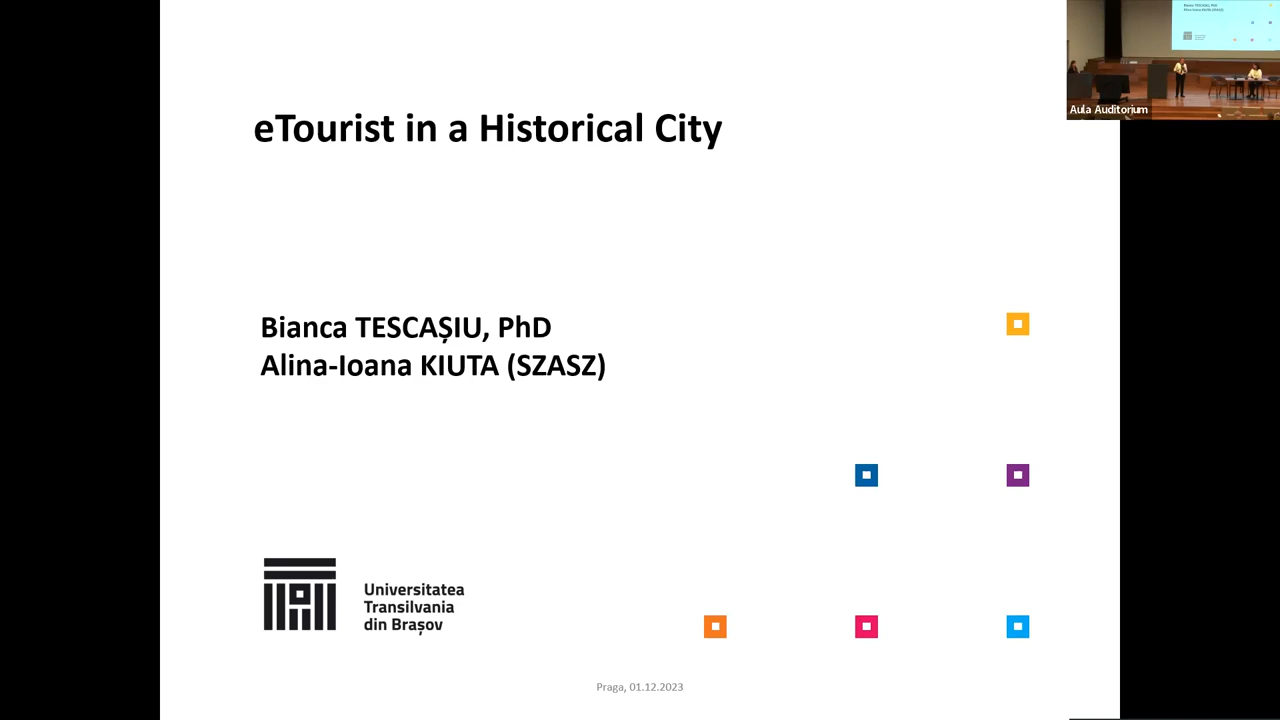 eTourist in a Historical City
Bianca TESCAȘIU, PhD
Alina-Ioana KIUTA (SZASZ)
Universitatea
Transilvania
din Brașov
Praga, 01.12.2023
Aula Auditorium